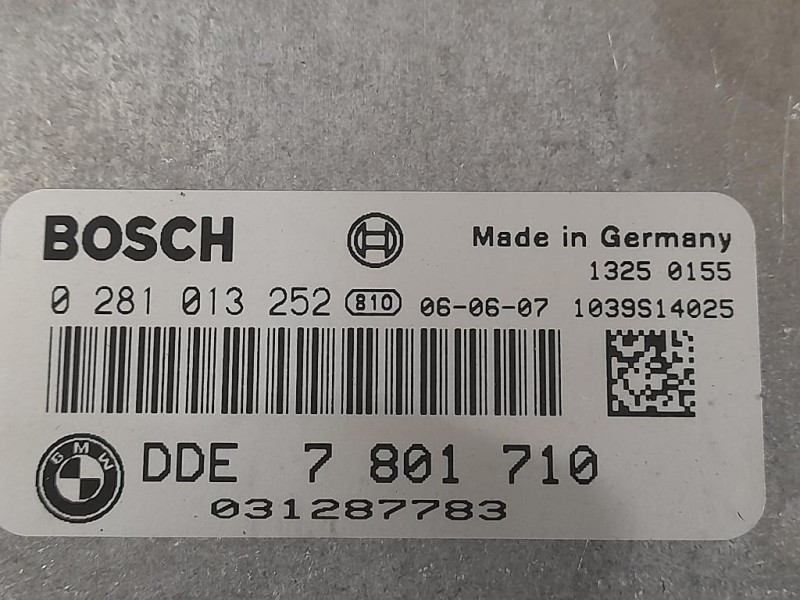 BOSCH
Made in Germany
1325 0155
0 281 013 252 810 06-06-07 1039S14025
BMW
DDE 7 801 710
031287783